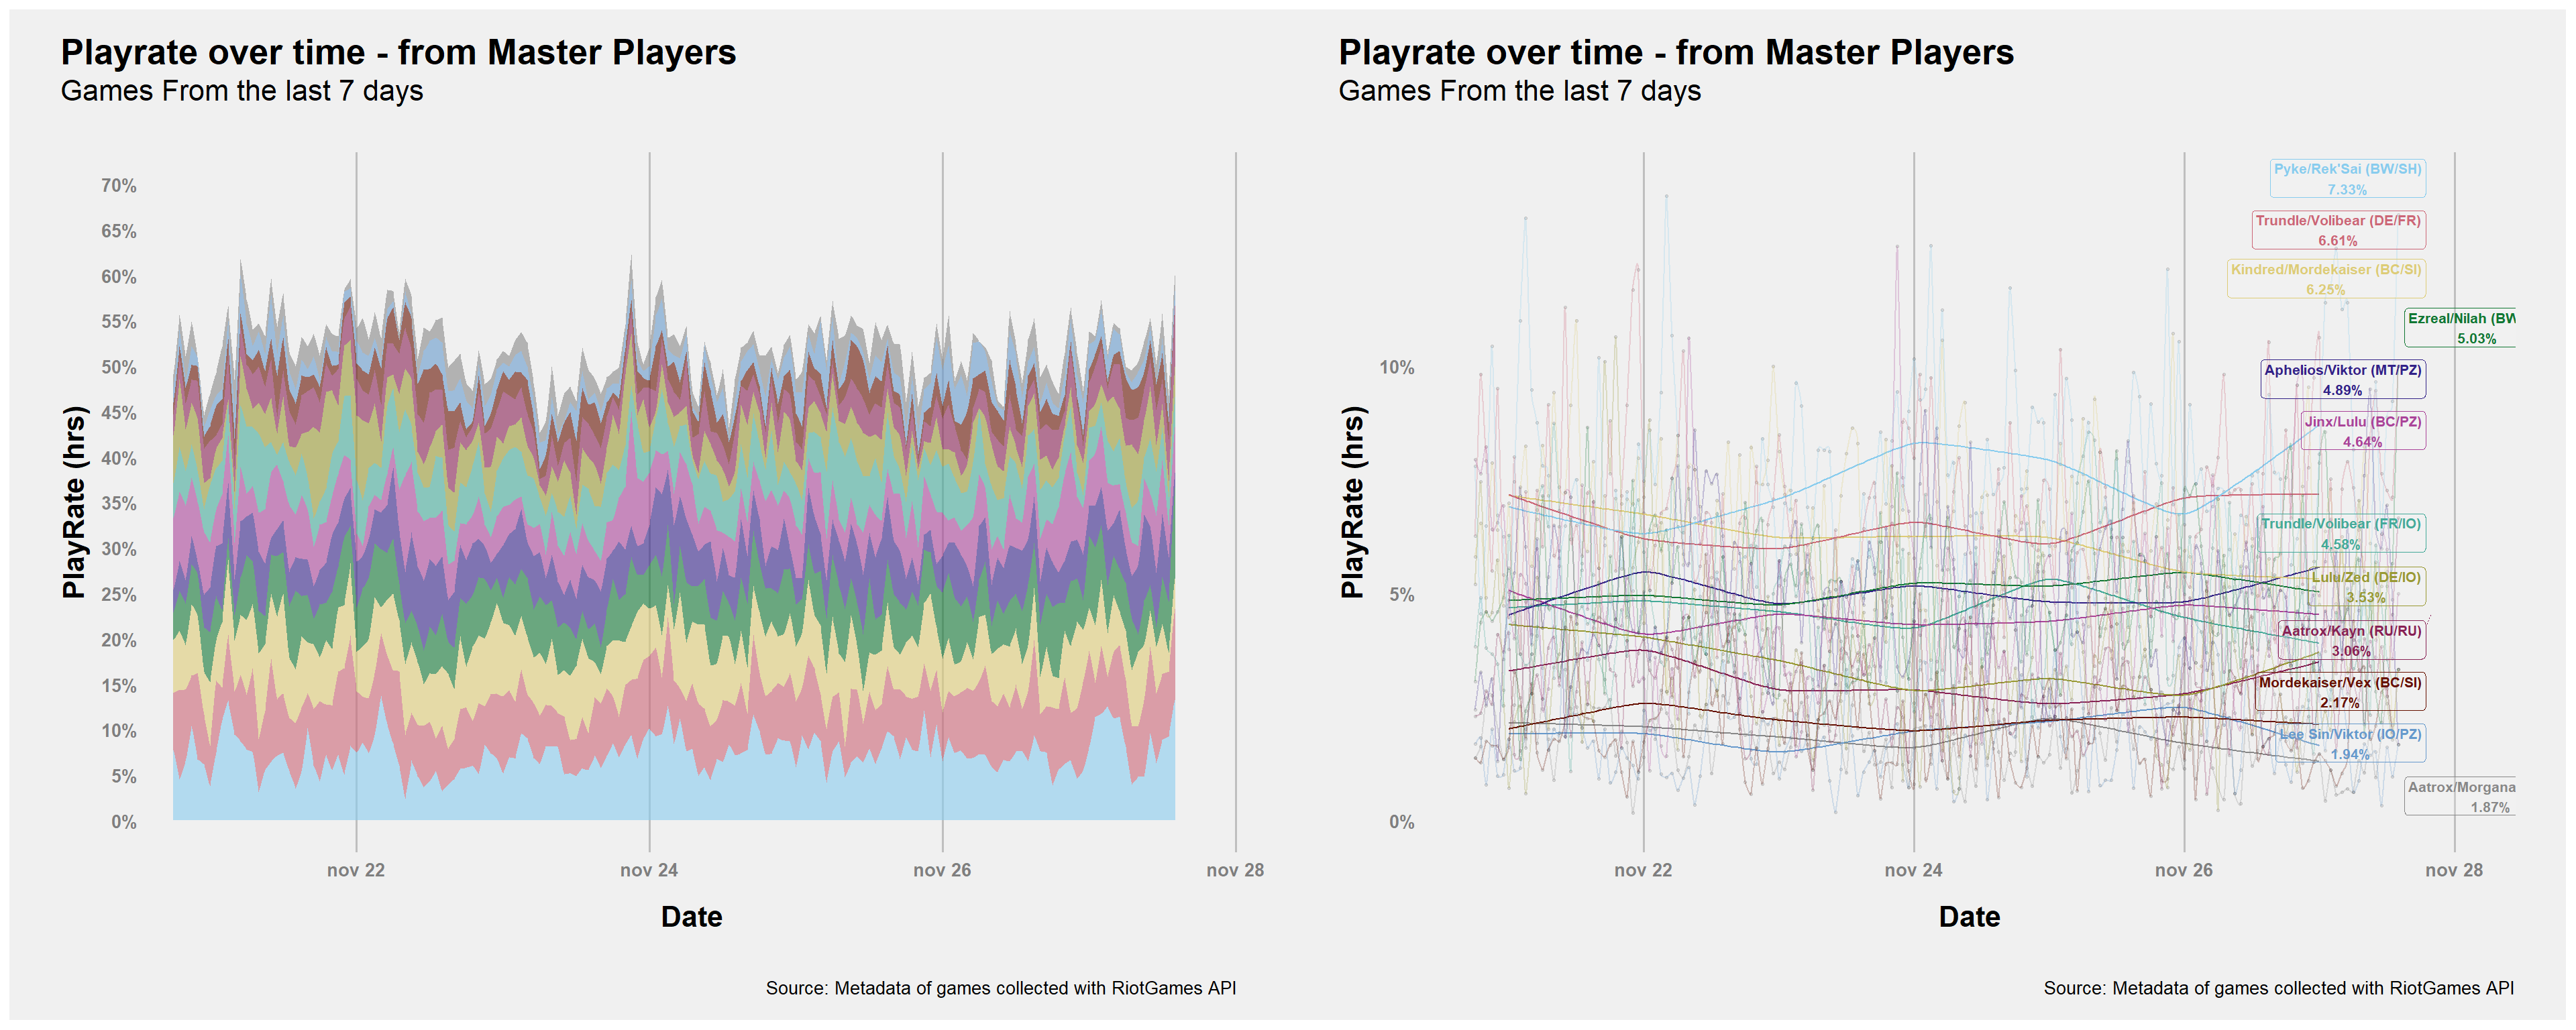 Playrate over time - from Master Players
Games From the last 7 days
70%
65%
60%
55%
50%
45%
40%
35%
30%
25%
20%
15%
10%
5%
0%
PlayRate (hrs)
nov 22
nov 24
nov 26
nov 28
Date
Source: Metadata of games collected with RiotGames API
Playrate over time - from Master Players
Games From the last 7 days
10%
5%
0%
PlayRate (hrs)
Pyke/Rek'Sai (BW/SH)
7.33%
Trundle/Volibear (DE/FR)
6.61%
Kindred/Mordekaiser (BC/SI)
6.25%
Ezreal/Nilah (BW
5.03%
Aphelios/Viktor (MT/PZ)
4.89%
Jinx/Lulu (BC/PZ)
4.64%
Trundle/Volibear (FR/IO)
4.58%
Lulu/Zed (DE/IO)
3.53%
Aatrox/Kayn (RU/RU)
3.06%
Mordekaiser/Vex (BC/SI)
2.17%
Lee Sin/Viktor (IO/PZ)
1.94%
Aatrox/Morgana
1.87%
nov 22
nov 24
nov 26
nov 28
Date
Source: Metadata of games collected with RiotGames API